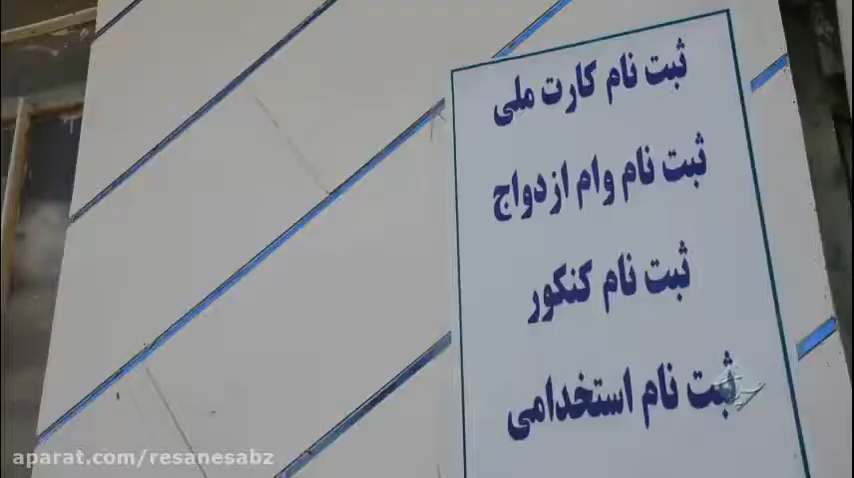 ثبت نام کارت ملی
ثبت نام وام ازدواج
ثبت نام کنکور
ثبت نام استخدامی
aparat.com/resanesabz